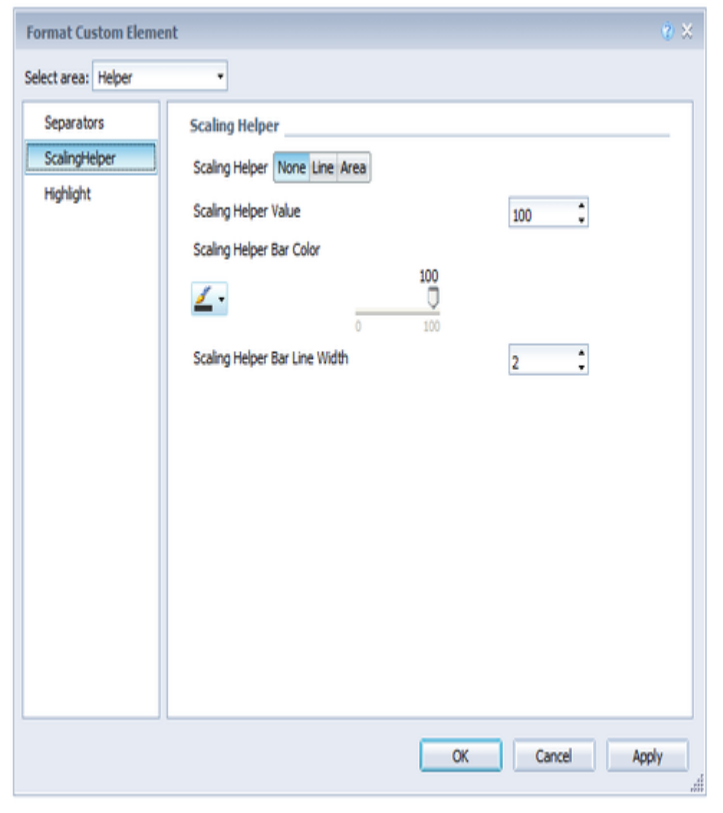 Format Custom Element
Select area: Helper
Separators
ScalingHelper
Highlight
Scaling Helper
Scaling Helper None Line Area
Scaling Helper Value 100
Scaling Helper Bar Color
100
0 100
Scaling Helper Bar Line Width 2
OK Cancel Apply